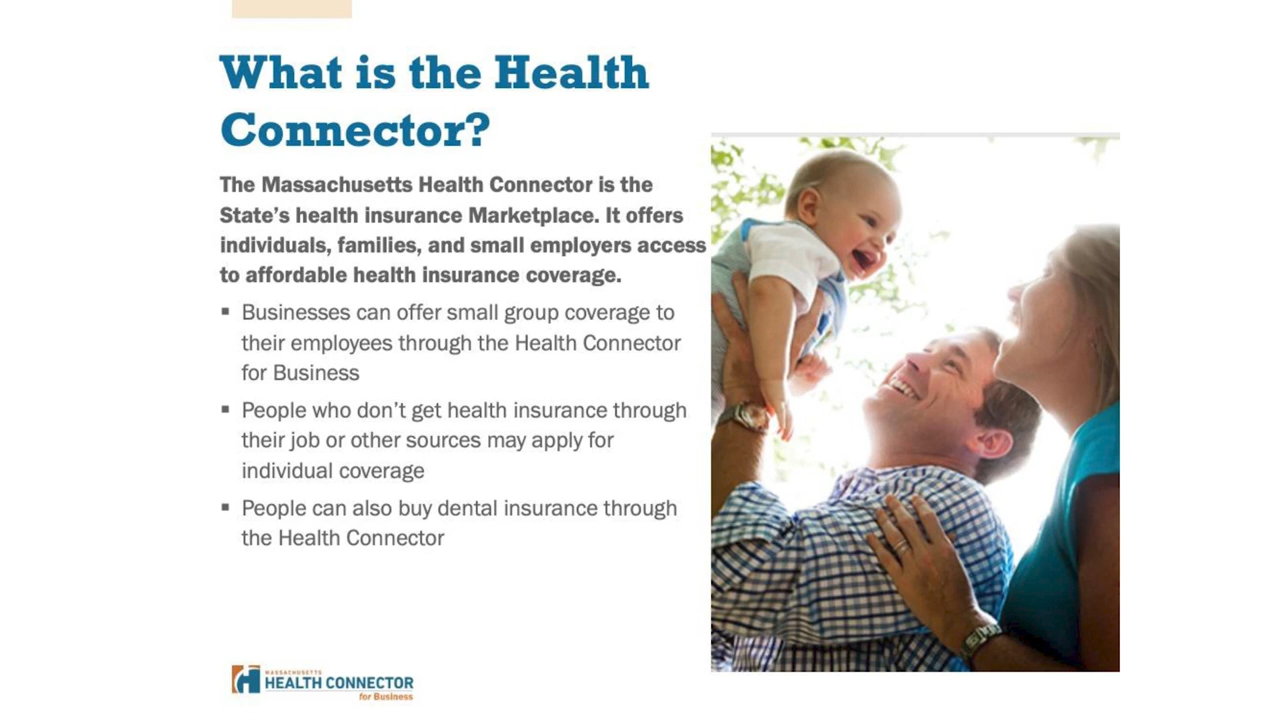 What is the Health
Connector?
The Massachusetts Health Connector is the
State’s health insurance Marketplace. It offers
individuals, families, and small employers access
to affordable health insurance coverage.
▪ Businesses can offer small group coverage to
their employees through the Health Connector
for Business
▪ People who don’t get health insurance through
their job or other sources may apply for
individual coverage
▪ People can also buy dental insurance through
the Health Connector
MASSACHUSETTS
HEALTH CONNECTOR
for Business